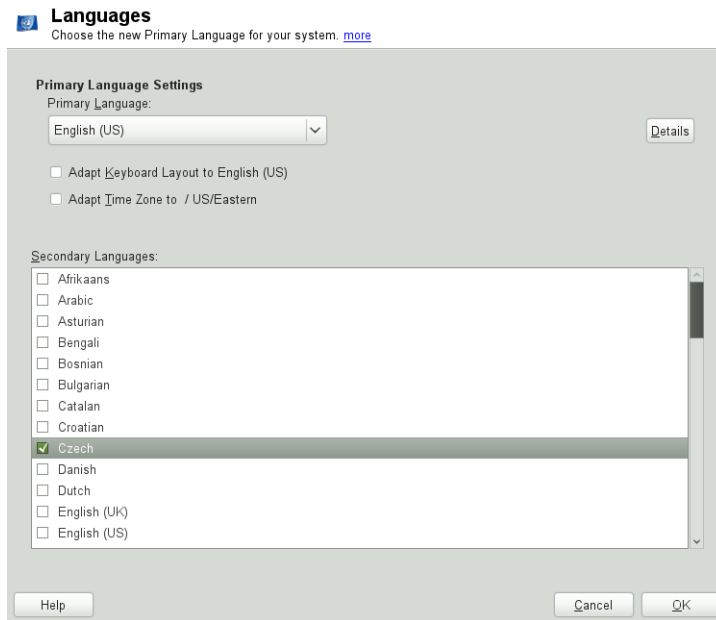 Languages
Choose the new Primary Language for your system. more
Primary Language Settings
Primary Language:
English (US)
Details
Adapt Keyboard Layout to English (US)
Adapt Time Zone to / US/Eastern
Secondary Languages:
Afrikaans
Arabic
Asturian
Bengali
Bosnian
Bulgarian
Catalan
Croatian
Czech
Danish
Dutch
English (UK)
English (US)
Help
Cancel
OK